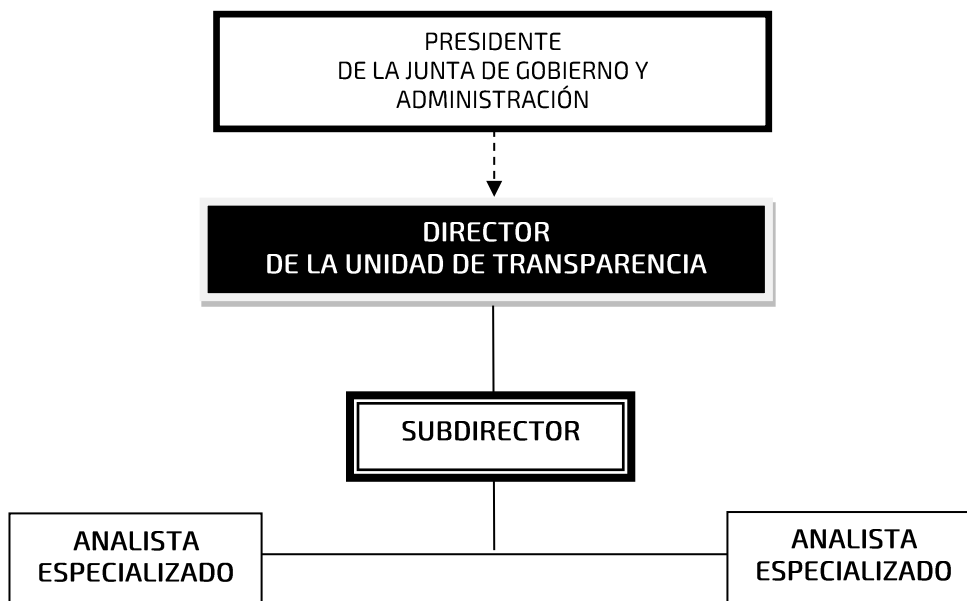 PRESIDENTE
DE LA JUNTA DE GOBIERNO Y
ADMINISTRACIÓN
DIRECTOR
DE LA UNIDAD DE TRANSPARENCIA
SUBDIRECTOR
ANALISTA
ESPECIALIZADO
ANALISTA
ESPECIALIZADO